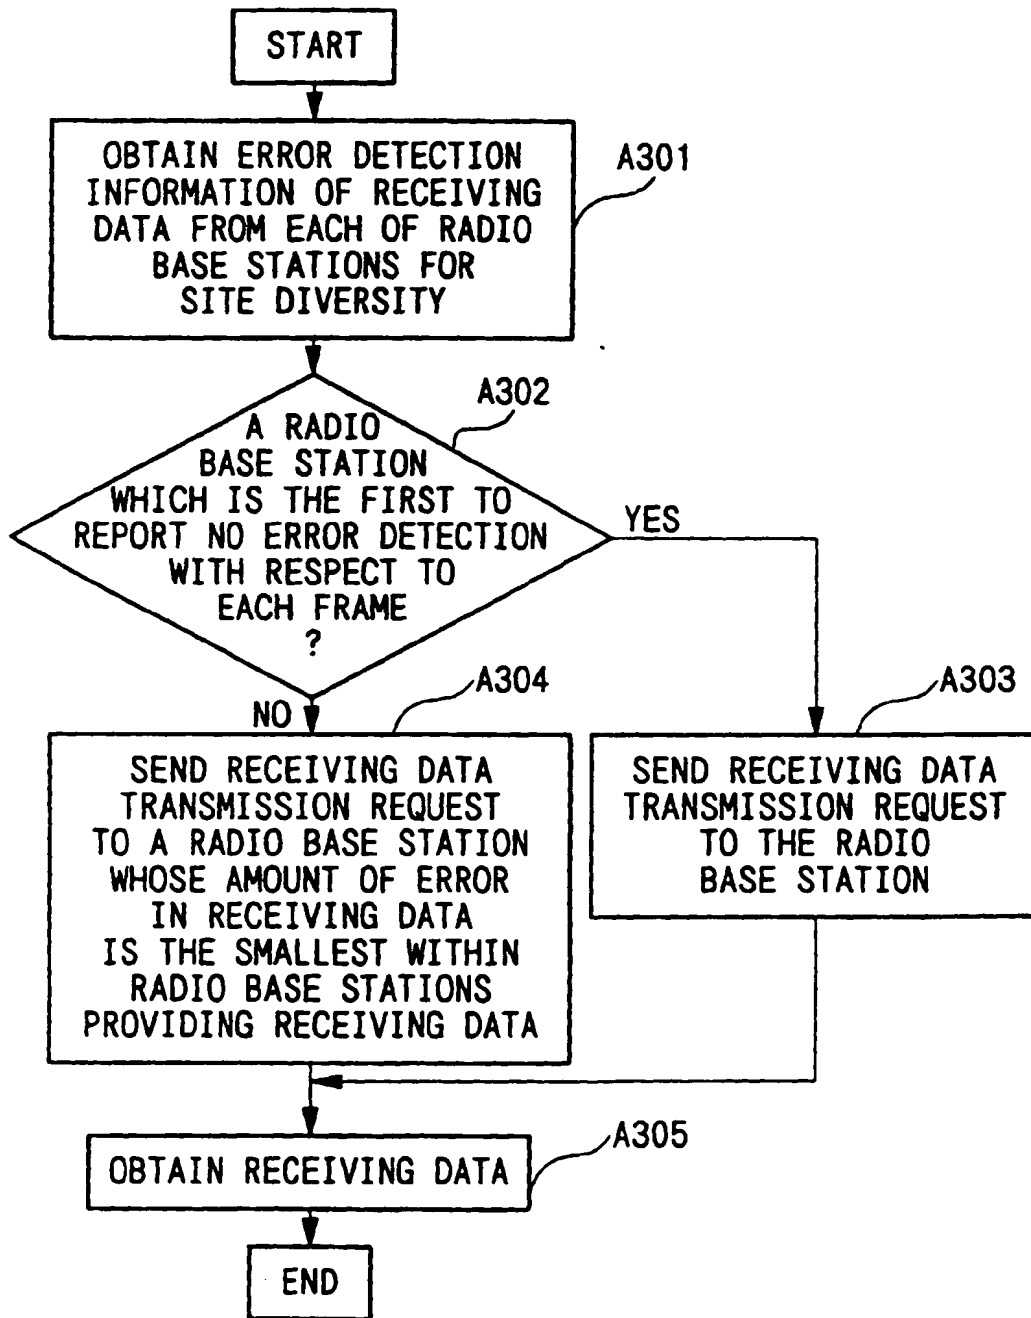 START
OBTAIN ERROR DETECTION
INFORMATION OF RECEIVING
DATA FROM EACH OF RADIO
BASE STATIONS FOR
SITE DIVERSITY
A301
A302
A RADIO
BASE STATION
WHICH IS THE FIRST TO
REPORT NO ERROR DETECTION
WITH RESPECT TO
EACH FRAME
?
YES
NO
A304
SEND RECEIVING DATA
TRANSMISSION REQUEST
TO A RADIO BASE STATION
WHOSE AMOUNT OF ERROR
IN RECEIVING DATA
IS THE SMALLEST WITHIN
RADIO BASE STATIONS
PROVIDING RECEIVING DATA
A303
SEND RECEIVING DATA
TRANSMISSION REQUEST
TO THE RADIO
BASE STATION
A305
OBTAIN RECEIVING DATA
END